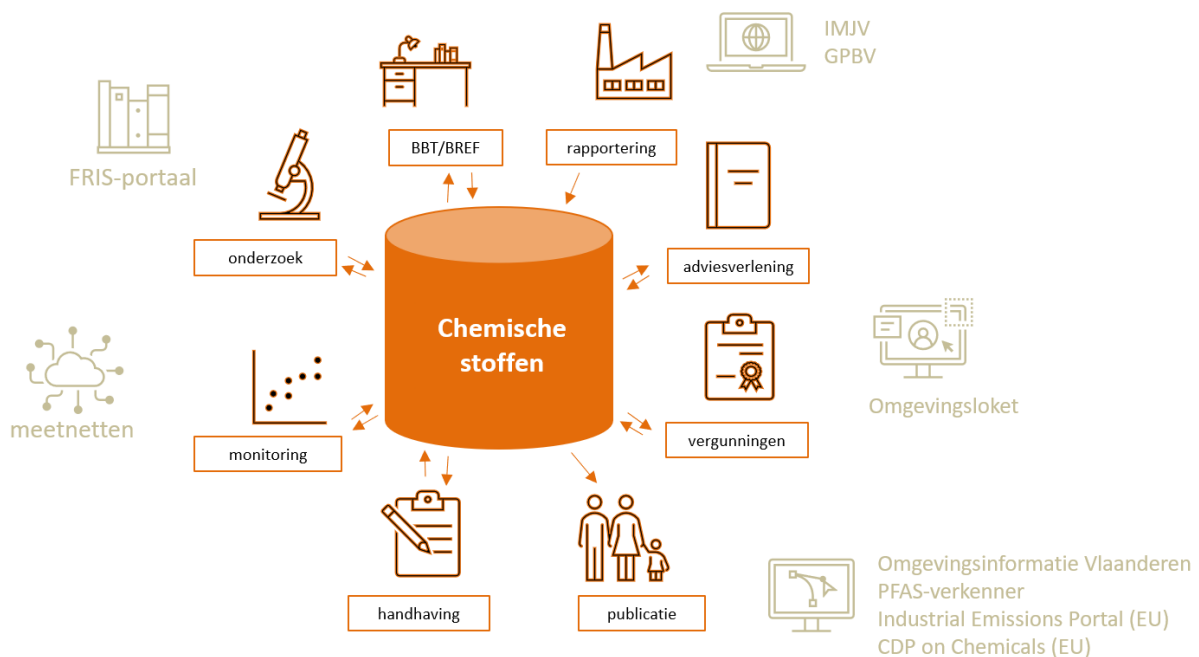 IMJV
GPBV
BBT/BREF
rapportering
FRIS-portaal
onderzoek
adviesverlening
Chemische
stoffen
Omgevingsloket
meetnetten
monitoring
vergunningen
handhaving
publicatie
Omgevingsinformatie Vlaanderen
PFAS-verkenner
Industrial Emissions Portal (EU)
CDP on Chemicals (EU)